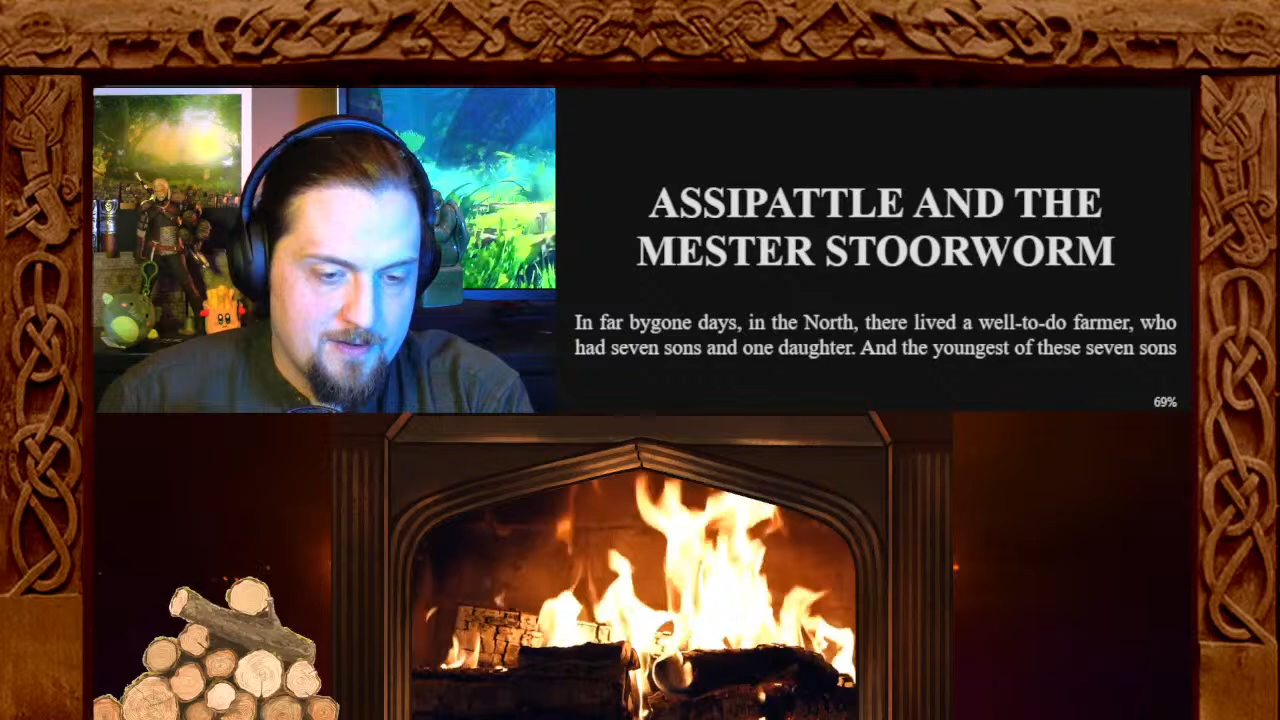 ASSIPATTLE AND THE
MESTER STOORWORM
In far bygone days, in the North, there lived a well-to-do farmer, who
had seven sons and one daughter. And the youngest of these seven sons
69%